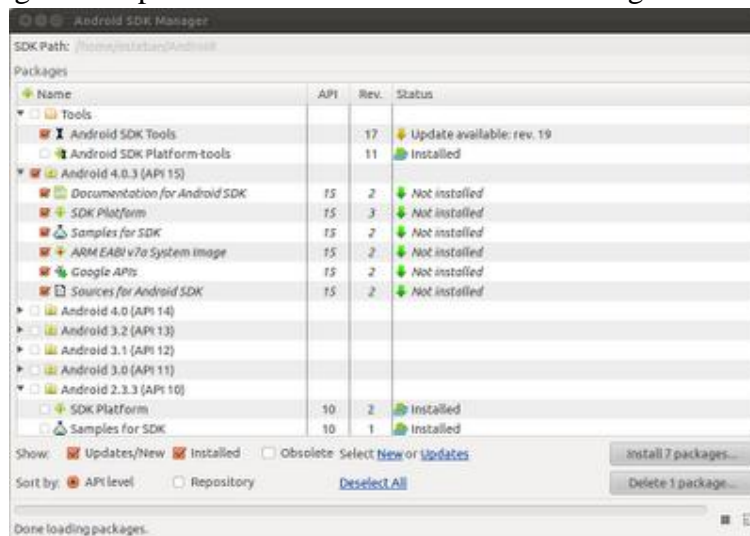 Android SDK Manager
SDK Path: /home/esteban/Android
Packages
Name API Rev. Status
Tools
Android SDK Tools 17 Update available: rev. 19
Android SDK Platform-tools 11 Installed
Android 4.0.3 (API 15)
Documentation for Android SDK 15 2 Not installed
SDK Platform 15 3 Not installed
Samples for SDK 15 2 Not installed
ARM EABI v7a System Image 15 2 Not installed
Google APIs 15 2 Not installed
Sources for Android SDK 15 2 Not installed
Android 4.0 (API 14)
Android 3.2 (API 13)
Android 3.1 (API 12)
Android 3.0 (API 11)
Android 2.3.3 (API 10)
SDK Platform 10 2 Installed
Samples for SDK 10 1 Installed
Show: Updates/New Installed Obsolete Select New or Updates Install 7 packages...
Sort by: API level Repository Deselect All Delete 1 package...
Done loading packages.